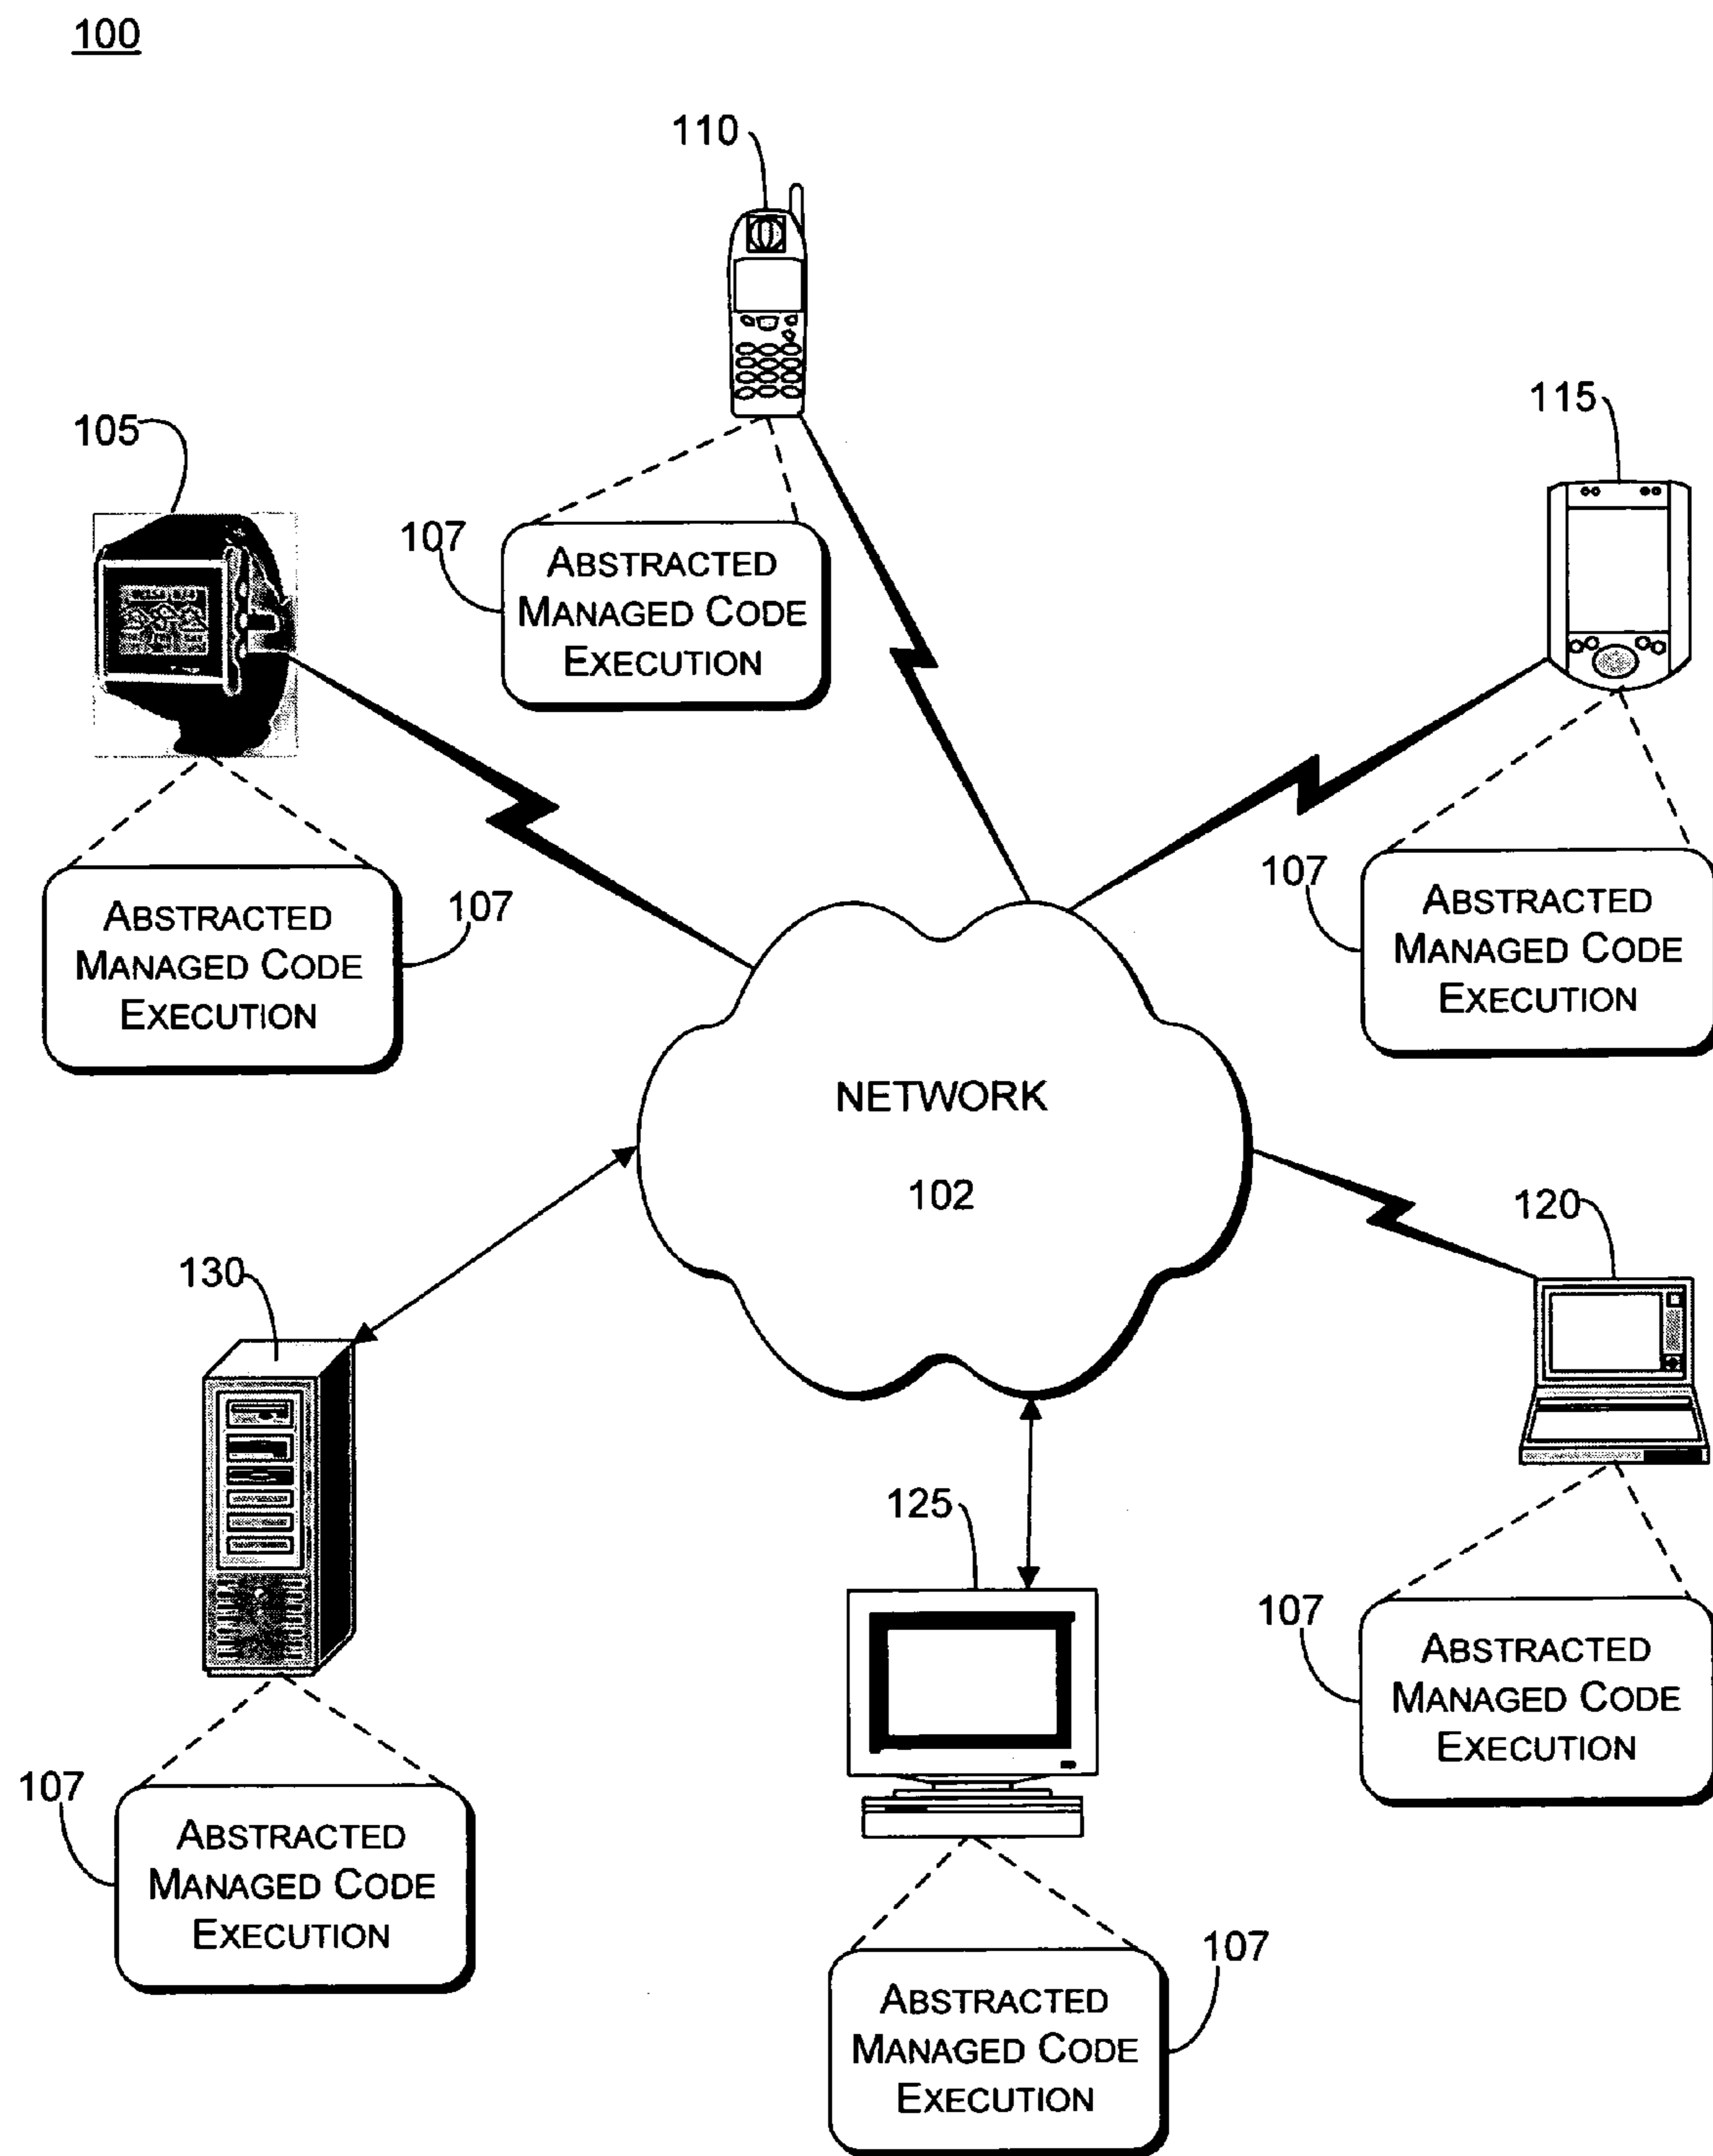 100
110
115
105
107
ABSTRACTED
MANAGED CODE
EXECUTION
107
ABSTRACTED
MANAGED CODE
EXECUTION
107
ABSTRACTED
MANAGED CODE
EXECUTION
NETWORK
102
120
130
125
107
ABSTRACTED
MANAGED CODE
EXECUTION
107
ABSTRACTED
MANAGED CODE
EXECUTION
107
ABSTRACTED
MANAGED CODE
EXECUTION